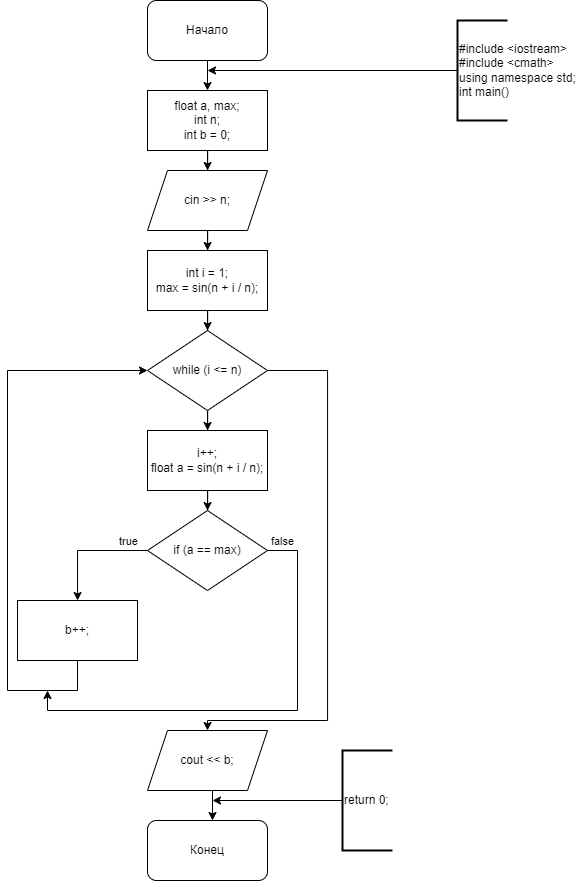 Начало
#include <iostream>
#include <cmath>
using namespace std;
int main()
float a, max;
int n;
int b = 0;
cin >> n;
int i = 1;
max = sin(n + i / n);
while (i <= n)
i++;
float a = sin(n + i / n);
true
if (a == max)
false
b++;
cout << b;
return 0;
Конец